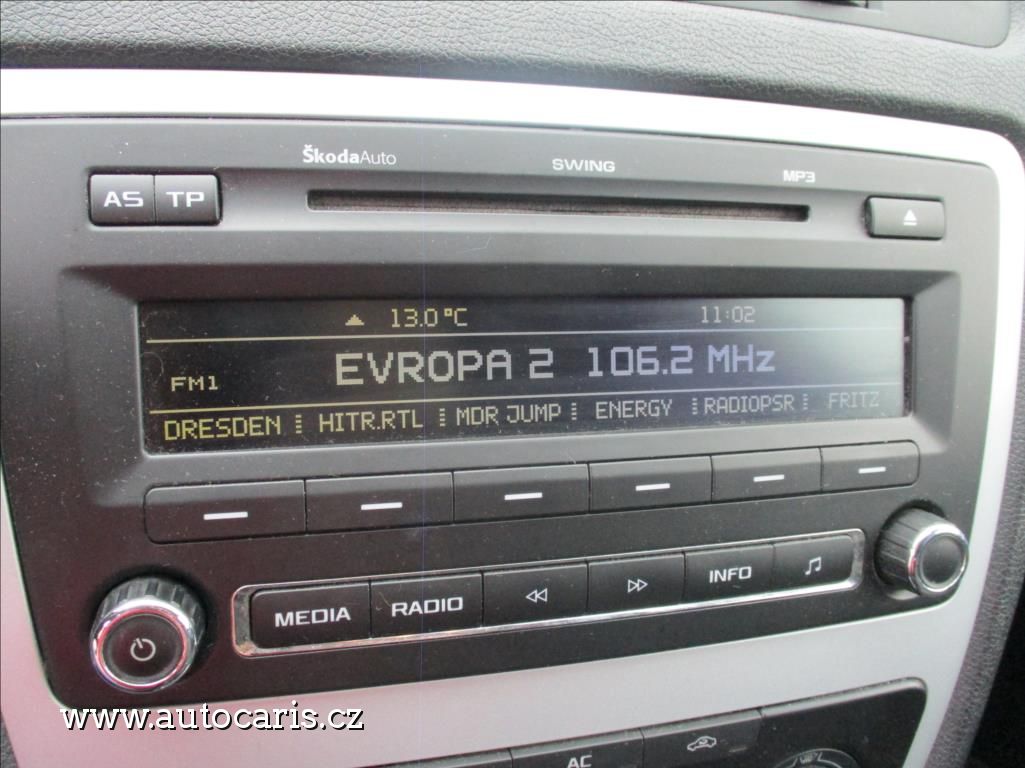 ŠkodaAuto SWING MP3
AS TP
13.0°C 11:02
FM1 EVROPA 2 106.2 MHz
DRESDEN HITR.RTL MDR JUMP ENERGY RADIOPSR FRITZ
MEDIA RADIO INFO
www.autocaris.cz
AC